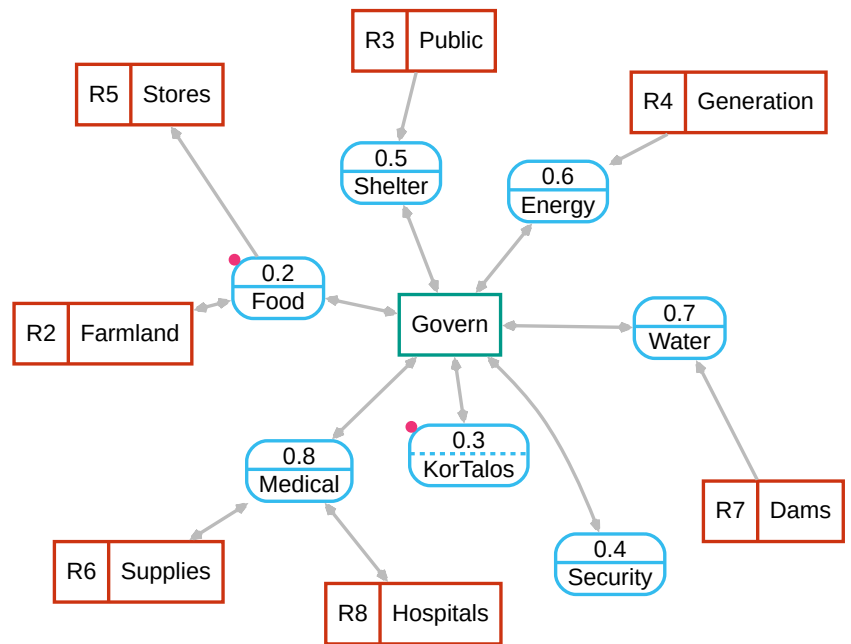 R3 Public
R5 Stores
R4 Generation
0.5
Shelter
0.6
Energy
0.2
Food
R2 Farmland
Govern
0.7
Water
0.3
KorTalos
0.8
Medical
R7 Dams
0.4
Security
R6 Supplies
R8 Hospitals